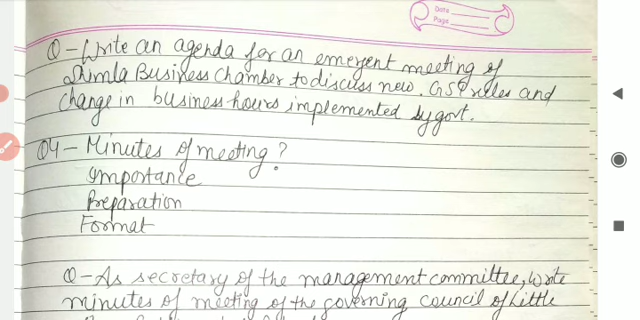 Date
Page
Q-Write an agenda for an emergent meeting of
Shimla Business Chamber to discuss new. GST rules and
change in business hours implemented by govt.
Q4- Minutes of meeting?
Importance
Preparation
Format
Q-As secretary of the management committee, write
minutes of meeting of the governing council of Little